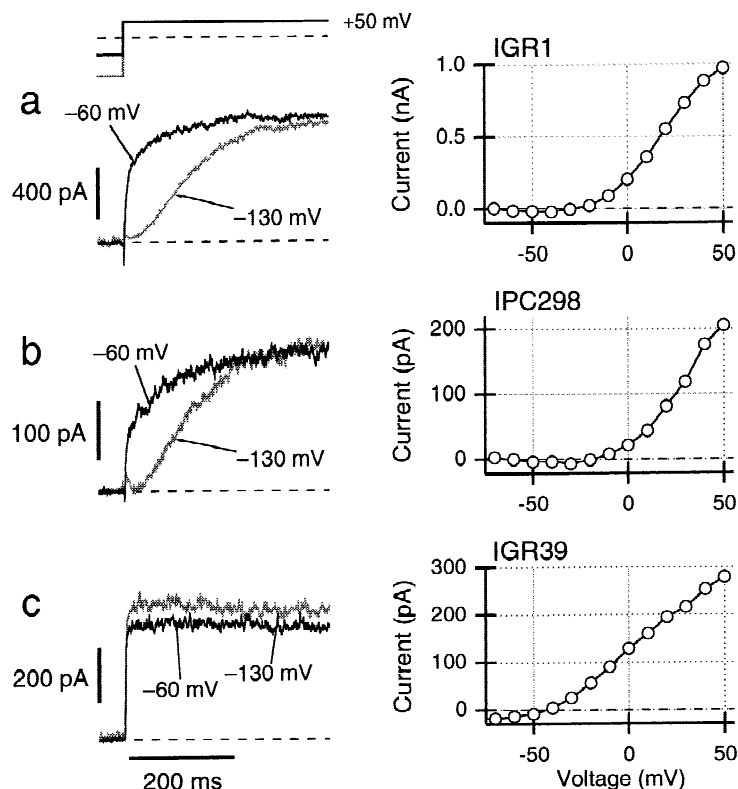 +50 mV
a
−60 mV
400 pA
−130 mV
IGR1
Current (nA)
1.0
0.5
0.0
-50
0
50
b
−60 mV
100 pA
−130 mV
IPC298
Current (pA)
200
100
0
-50
0
50
c
200 pA
−60 mV
−130 mV
200 ms
IGR39
Current (pA)
300
200
100
0
-50
0
50
Voltage (mV)